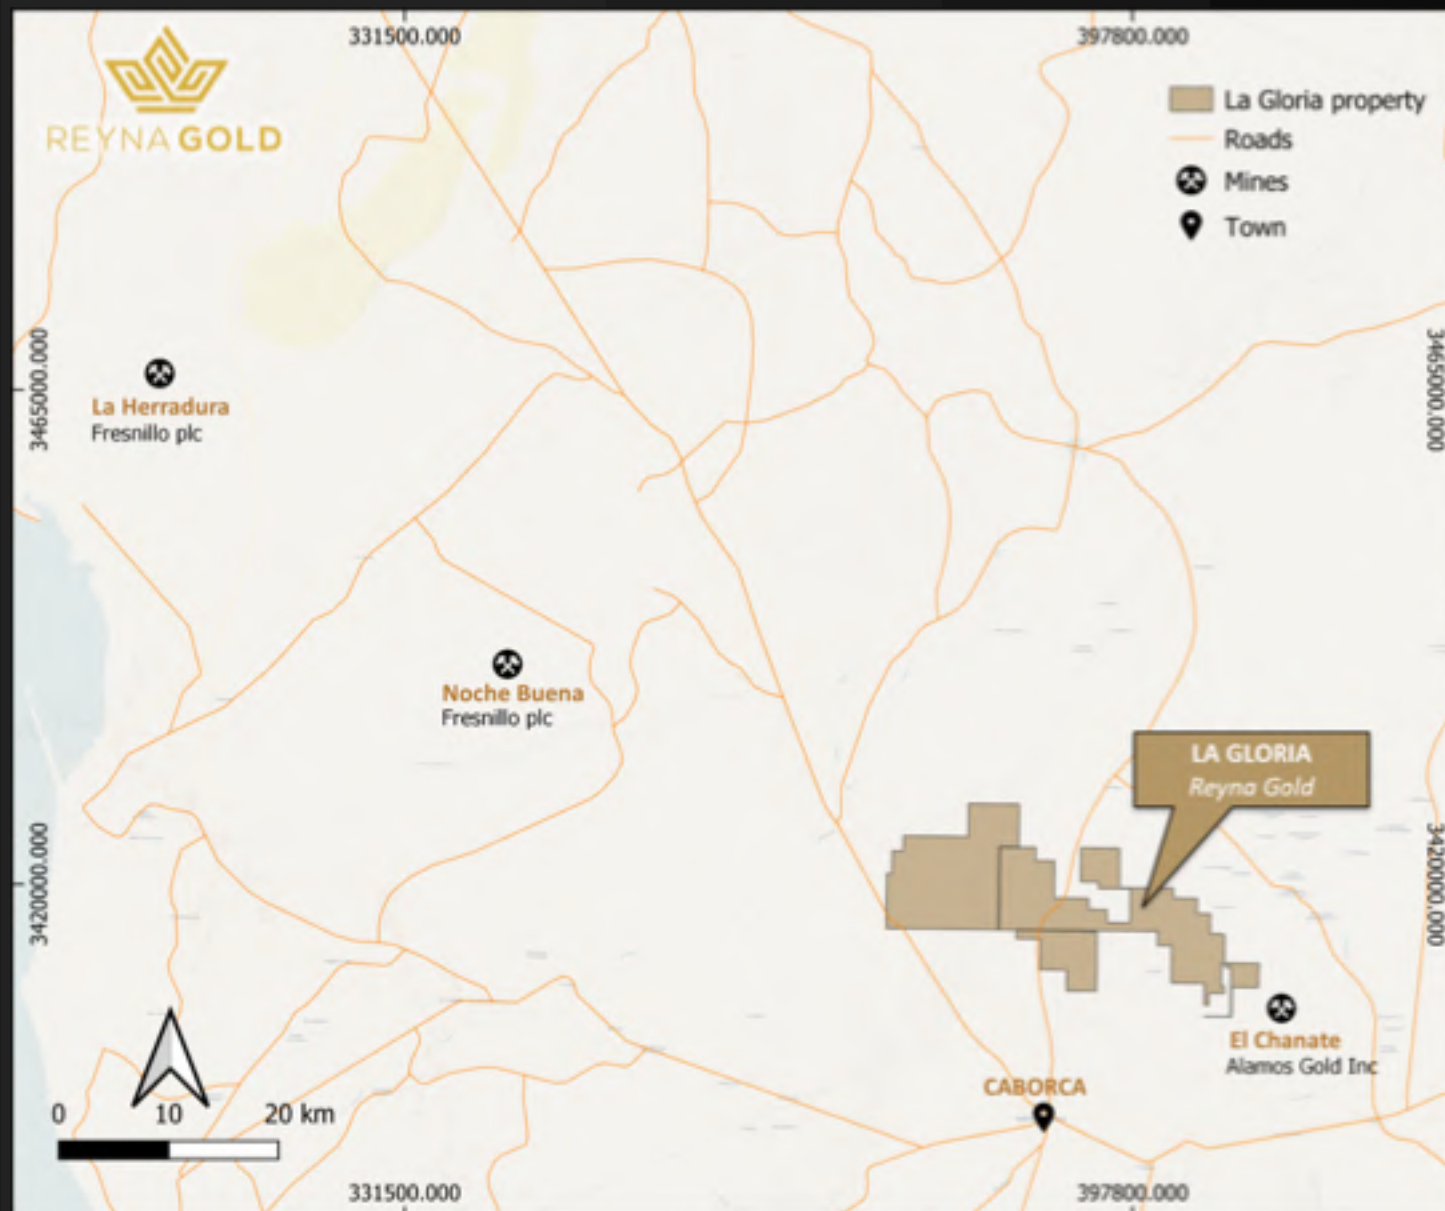 331500.000
397800.000
REYNA GOLD
La Gloria property
Roads
Mines
Town
3465000.000
3465000.000
La Herradura
Fresnillo plc
Noche Buena
Fresnillo plc
LA GLORIA
Reyna Gold
3420000.000
3420000.000
El Chanate
Alamos Gold Inc
CABORCA
0 10 20 km
331500.000
397800.000